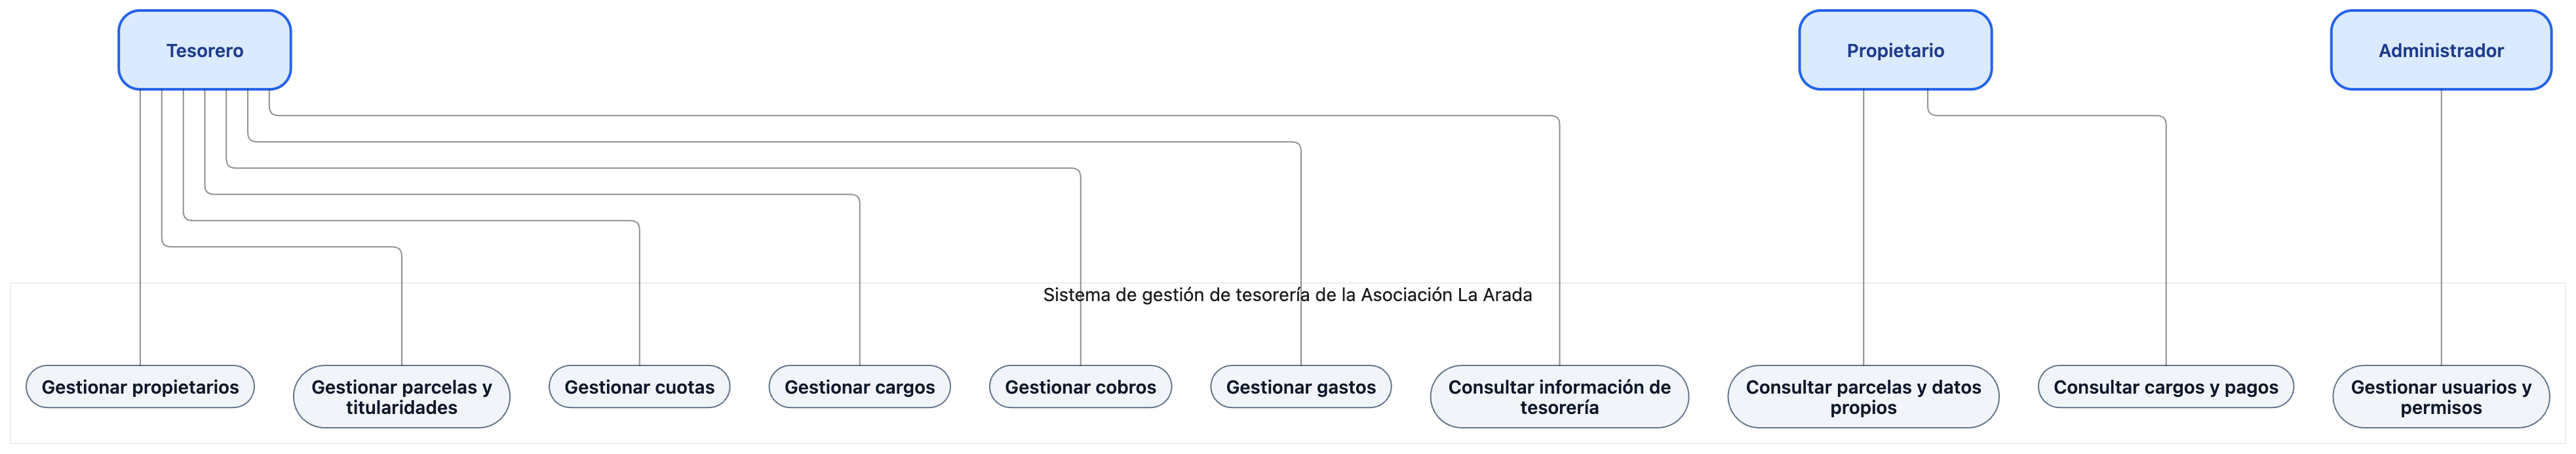 Tesorero
Propietario
Administrador
Sistema de gestión de tesorería de la Asociación La Arada
Gestionar propietarios
Gestionar parcelas y
titularidades
Gestionar cuotas
Gestionar cargos
Gestionar cobros
Gestionar gastos
Consultar información de
tesorería
Consultar parcelas y datos
propios
Consultar cargos y pagos
Gestionar usuarios y
permisos